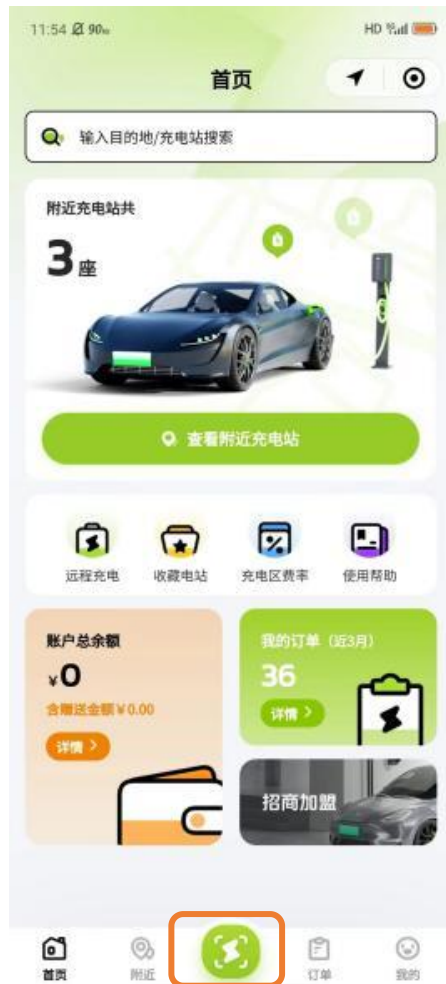 11:54
HD
首页
输入目的地/充电站搜索
附近充电站共
3座
查看附近充电站
远程充电 收藏电站 充电区费率 使用帮助
账户总余额
¥0
含赠送金额¥0.00
详情 >
我的订单（近3月）
36
详情 >
招商加盟
首页 附近 订单 我的